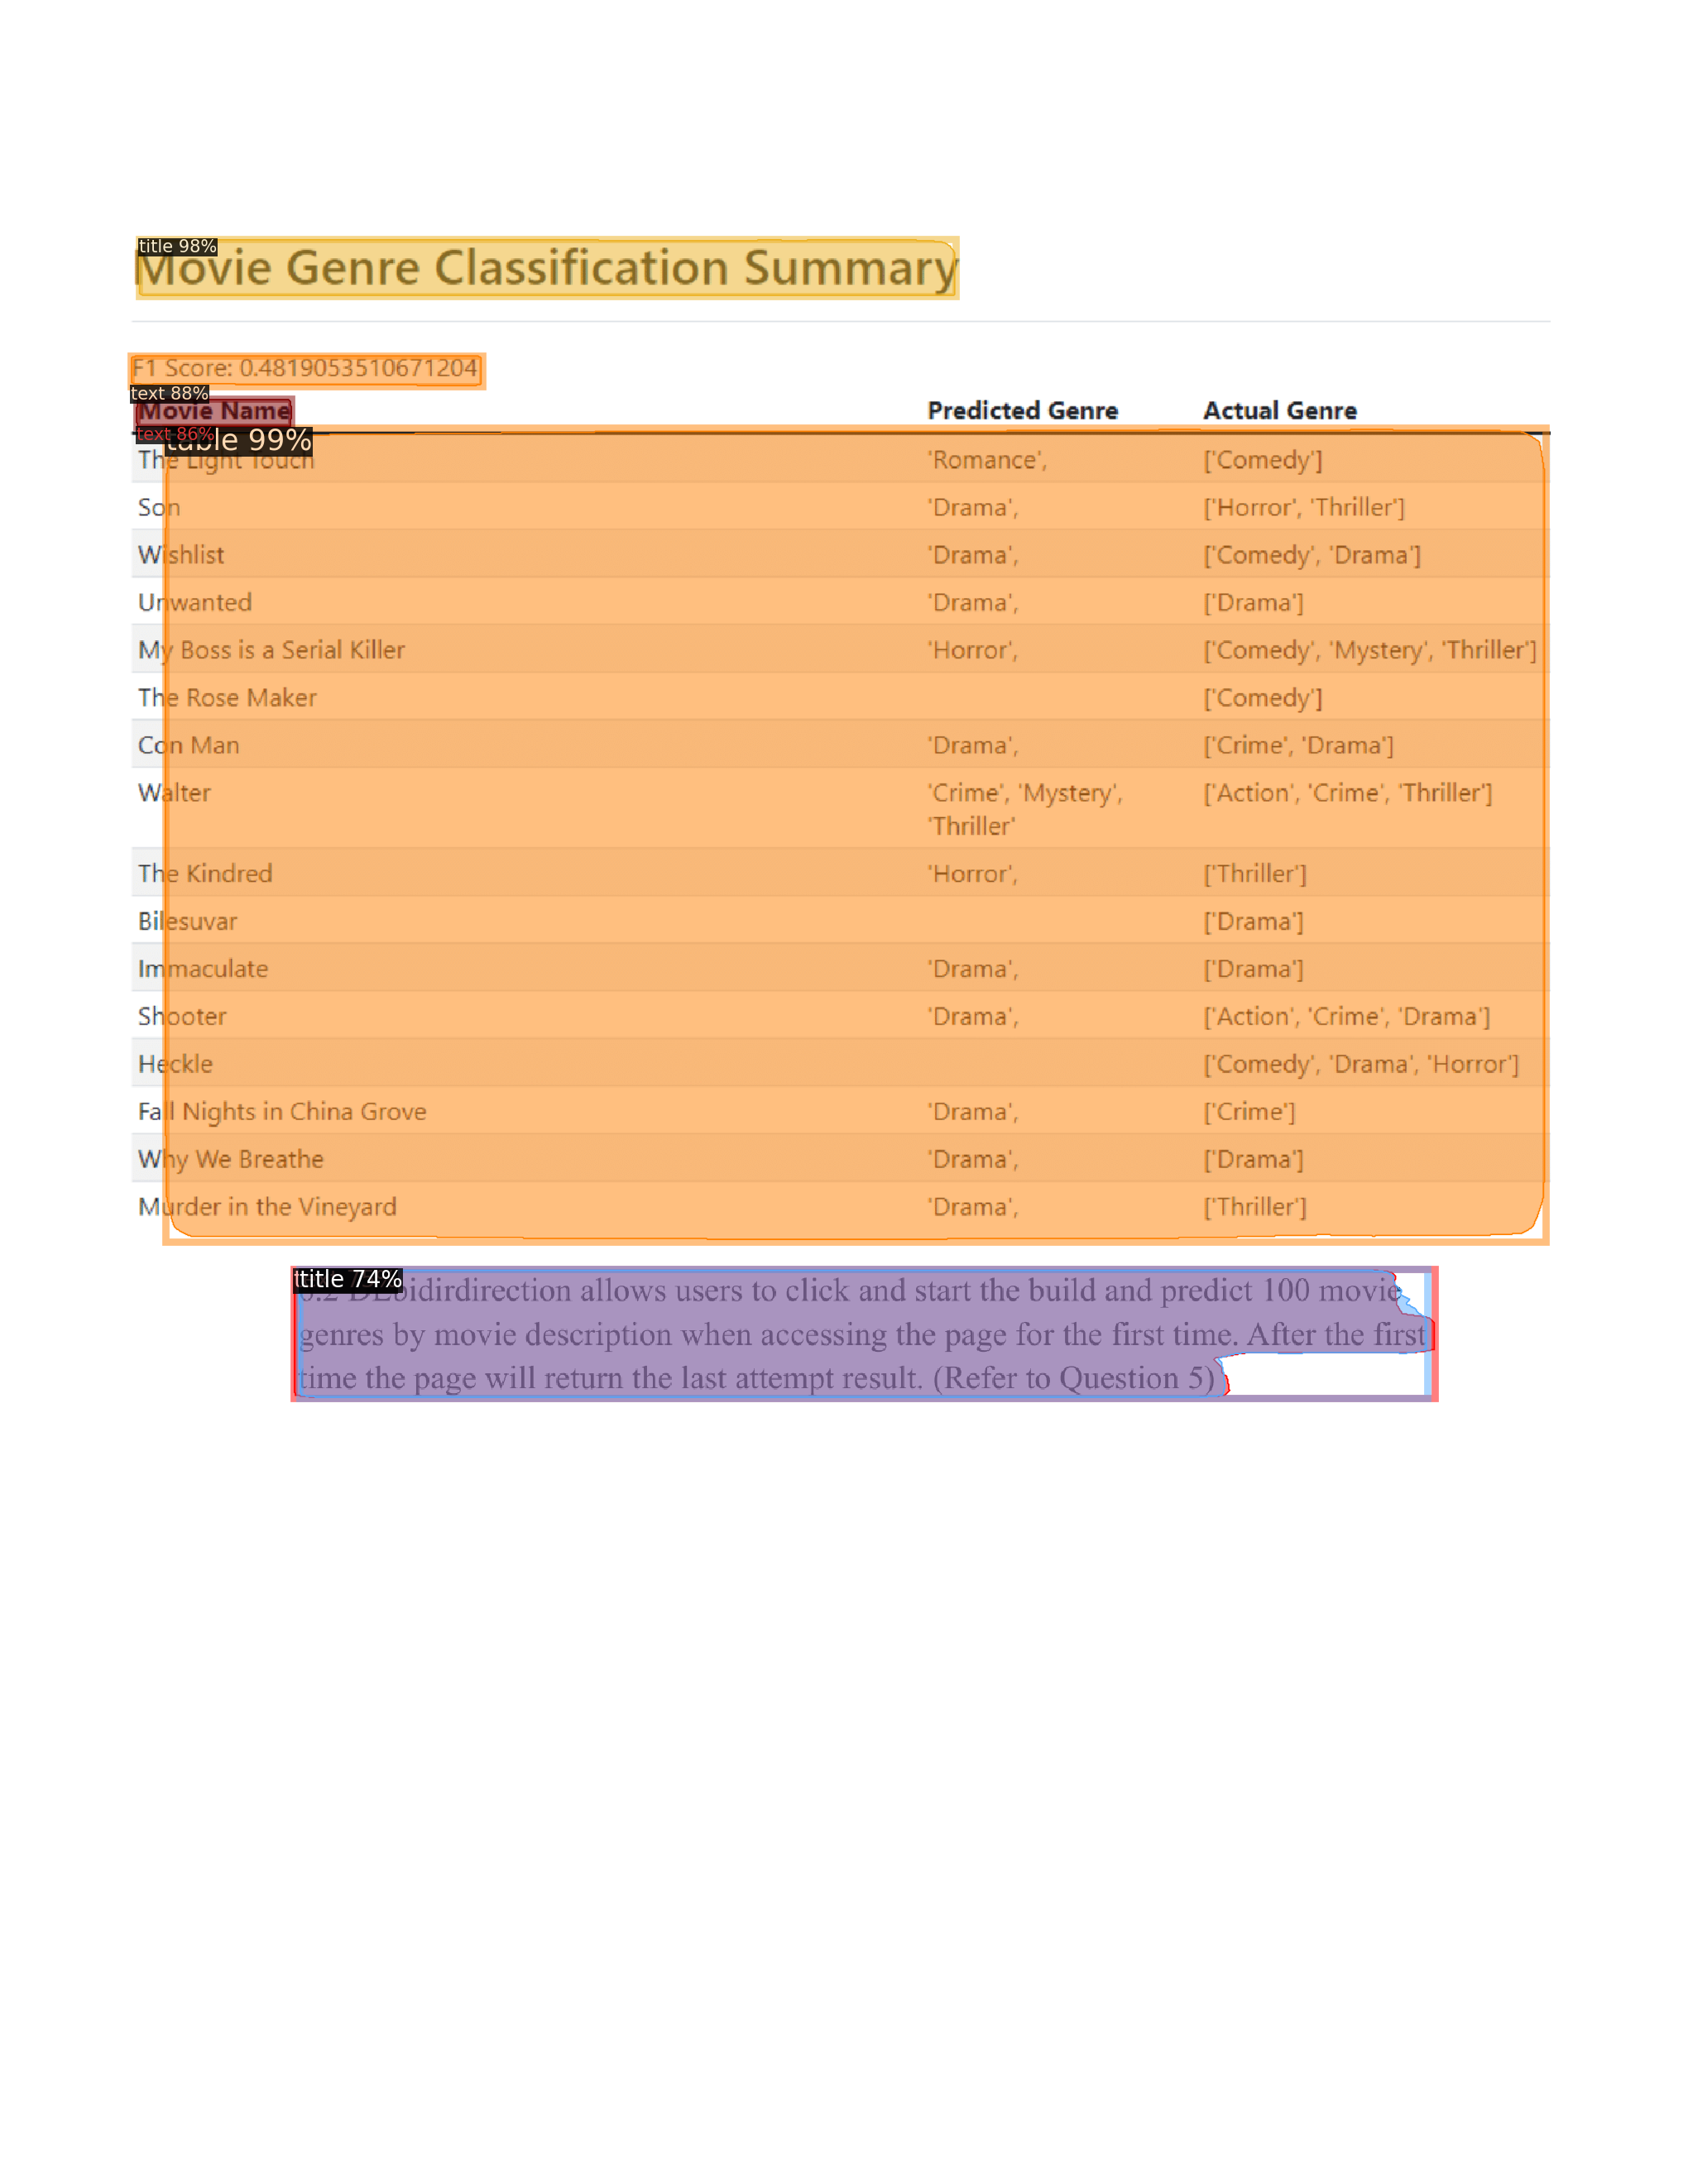 title 98%
Movie Genre Classification Summary
F1 Score: 0.4819053510671204
text 88%
Movie Name Predicted Genre Actual Genre
text 86%
table 99%
The Light Touch 'Romance', ['Comedy']
Son 'Drama', ['Horror', 'Thriller']
Wishlist 'Drama', ['Comedy', 'Drama']
Unwanted 'Drama', ['Drama']
My Boss is a Serial Killer 'Horror', ['Comedy', 'Mystery', 'Thriller']
The Rose Maker ['Comedy']
Con Man 'Drama', ['Crime', 'Drama']
Walter 'Crime', 'Mystery', ['Action', 'Crime', 'Thriller']
'Thriller'
The Kindred 'Horror', ['Thriller']
Bilesuvar ['Drama']
Immaculate 'Drama', ['Drama']
Shooter 'Drama', ['Action', 'Crime', 'Drama']
Heckle ['Comedy', 'Drama', 'Horror']
Fall Nights in China Grove 'Drama', ['Crime']
Why We Breathe 'Drama', ['Drama']
Murder in the Vineyard 'Drama', ['Thriller']
title 74%
allows users to click and start the build and predict 100 movie
genres by movie description when accessing the page for the first time. After the first
time the page will return the last attempt result. (Refer to Question 5)